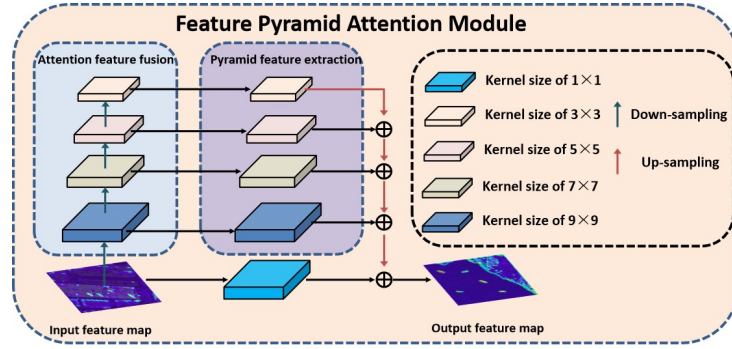 Feature Pyramid Attention Module
Attention feature fusion
Pyramid feature extraction
Kernel size of 1×1
Kernel size of 3×3
Kernel size of 5×5
Kernel size of 7×7
Kernel size of 9×9
Down-sampling
Up-sampling
Input feature map
Output feature map